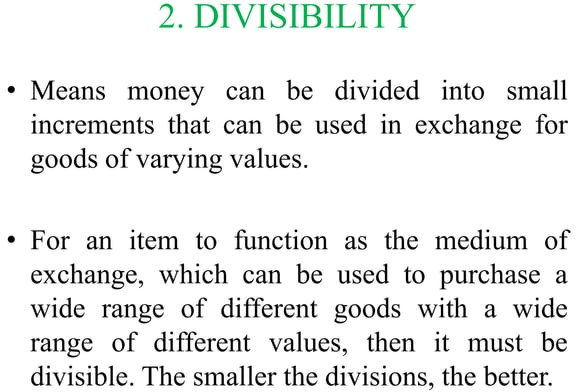 2. DIVISIBILITY
• Means money can be divided into small
increments that can be used in exchange for
goods of varying values.
• For an item to function as the medium of
exchange, which can be used to purchase a
wide range of different goods with a wide
range of different values, then it must be
divisible. The smaller the divisions, the better.